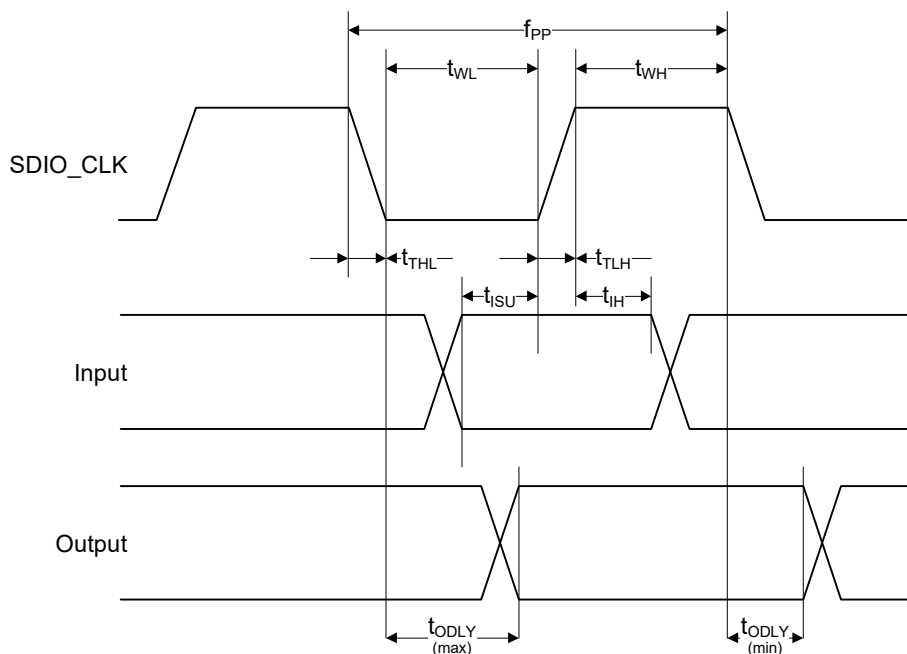 fPP
tWL tWH
SDIO_CLK
tTHL tTLH
tISU tIH
Input
Output
tODLY tODLY
(max) (min)